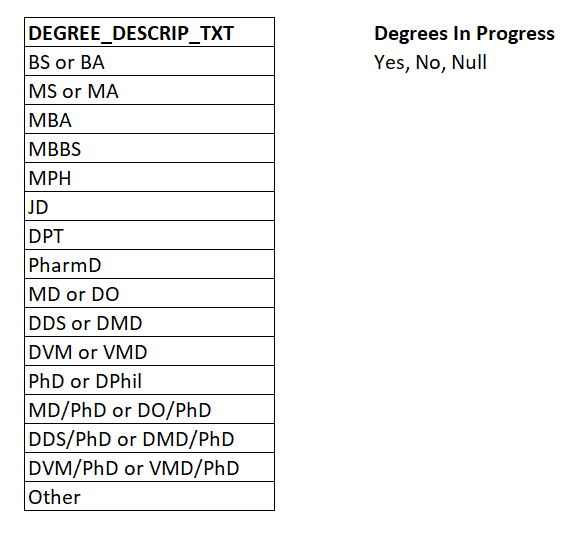 DEGREE_DESCRIP_TXT
BS or BA
MS or MA
MBA
MBBS
MPH
JD
DPT
PharmD
MD or DO
DDS or DMD
DVM or VMD
PhD or DPhil
MD/PhD or DO/PhD
DDS/PhD or DMD/PhD
DVM/PhD or VMD/PhD
Other
Degrees In Progress
Yes, No, Null